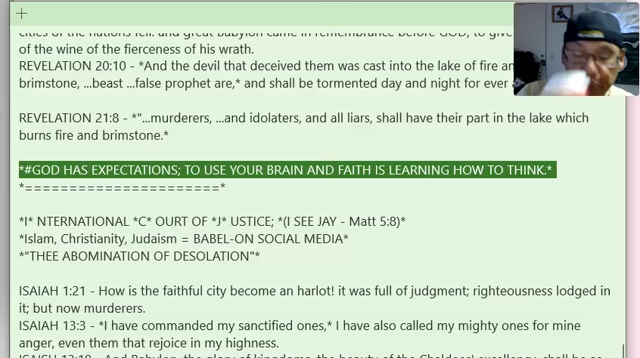 cities of the nations fell: and great Babylon came in remembrance before GOD, to give
of the wine of the fierceness of his wrath.
REVELATION 20:10 - *And the devil that deceived them was cast into the lake of fire an
brimstone, ...beast ...false prophet are,* and shall be tormented day and night for ever
REVELATION 21:8 - *"...murderers, ...and idolaters, and all liars, shall have their part in the lake which
burns fire and brimstone.*
*#GOD HAS EXPECTATIONS; TO USE YOUR BRAIN AND FAITH IS LEARNING HOW TO THINK.*
*=======================*
*I* NTERNATIONAL *C* OURT OF *J* USTICE; *(I SEE JAY - Matt 5:8)*
*Islam, Christianity, Judaism = BABEL-ON SOCIAL MEDIA*
*"THEE ABOMINATION OF DESOLATION"*
ISAIAH 1:21 - How is the faithful city become an harlot! it was full of judgment; righteousness lodged in
it; but now murderers.
ISAIAH 13:3 - *I have commanded my sanctified ones,* I have also called my mighty ones for mine
anger, even them that rejoice in my highness.